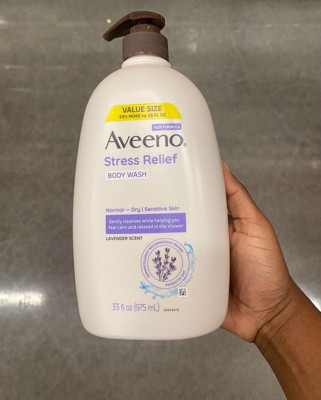 VALUE SIZE
NEW FORMULA
Aveeno®
Stress Relief
BODY WASH
Normal — Dry | Sensitive Skin
Gently cleanses while helping you
feel calm and relaxed in the shower
LAVENDER SCENT
33 fl oz (975 mL)